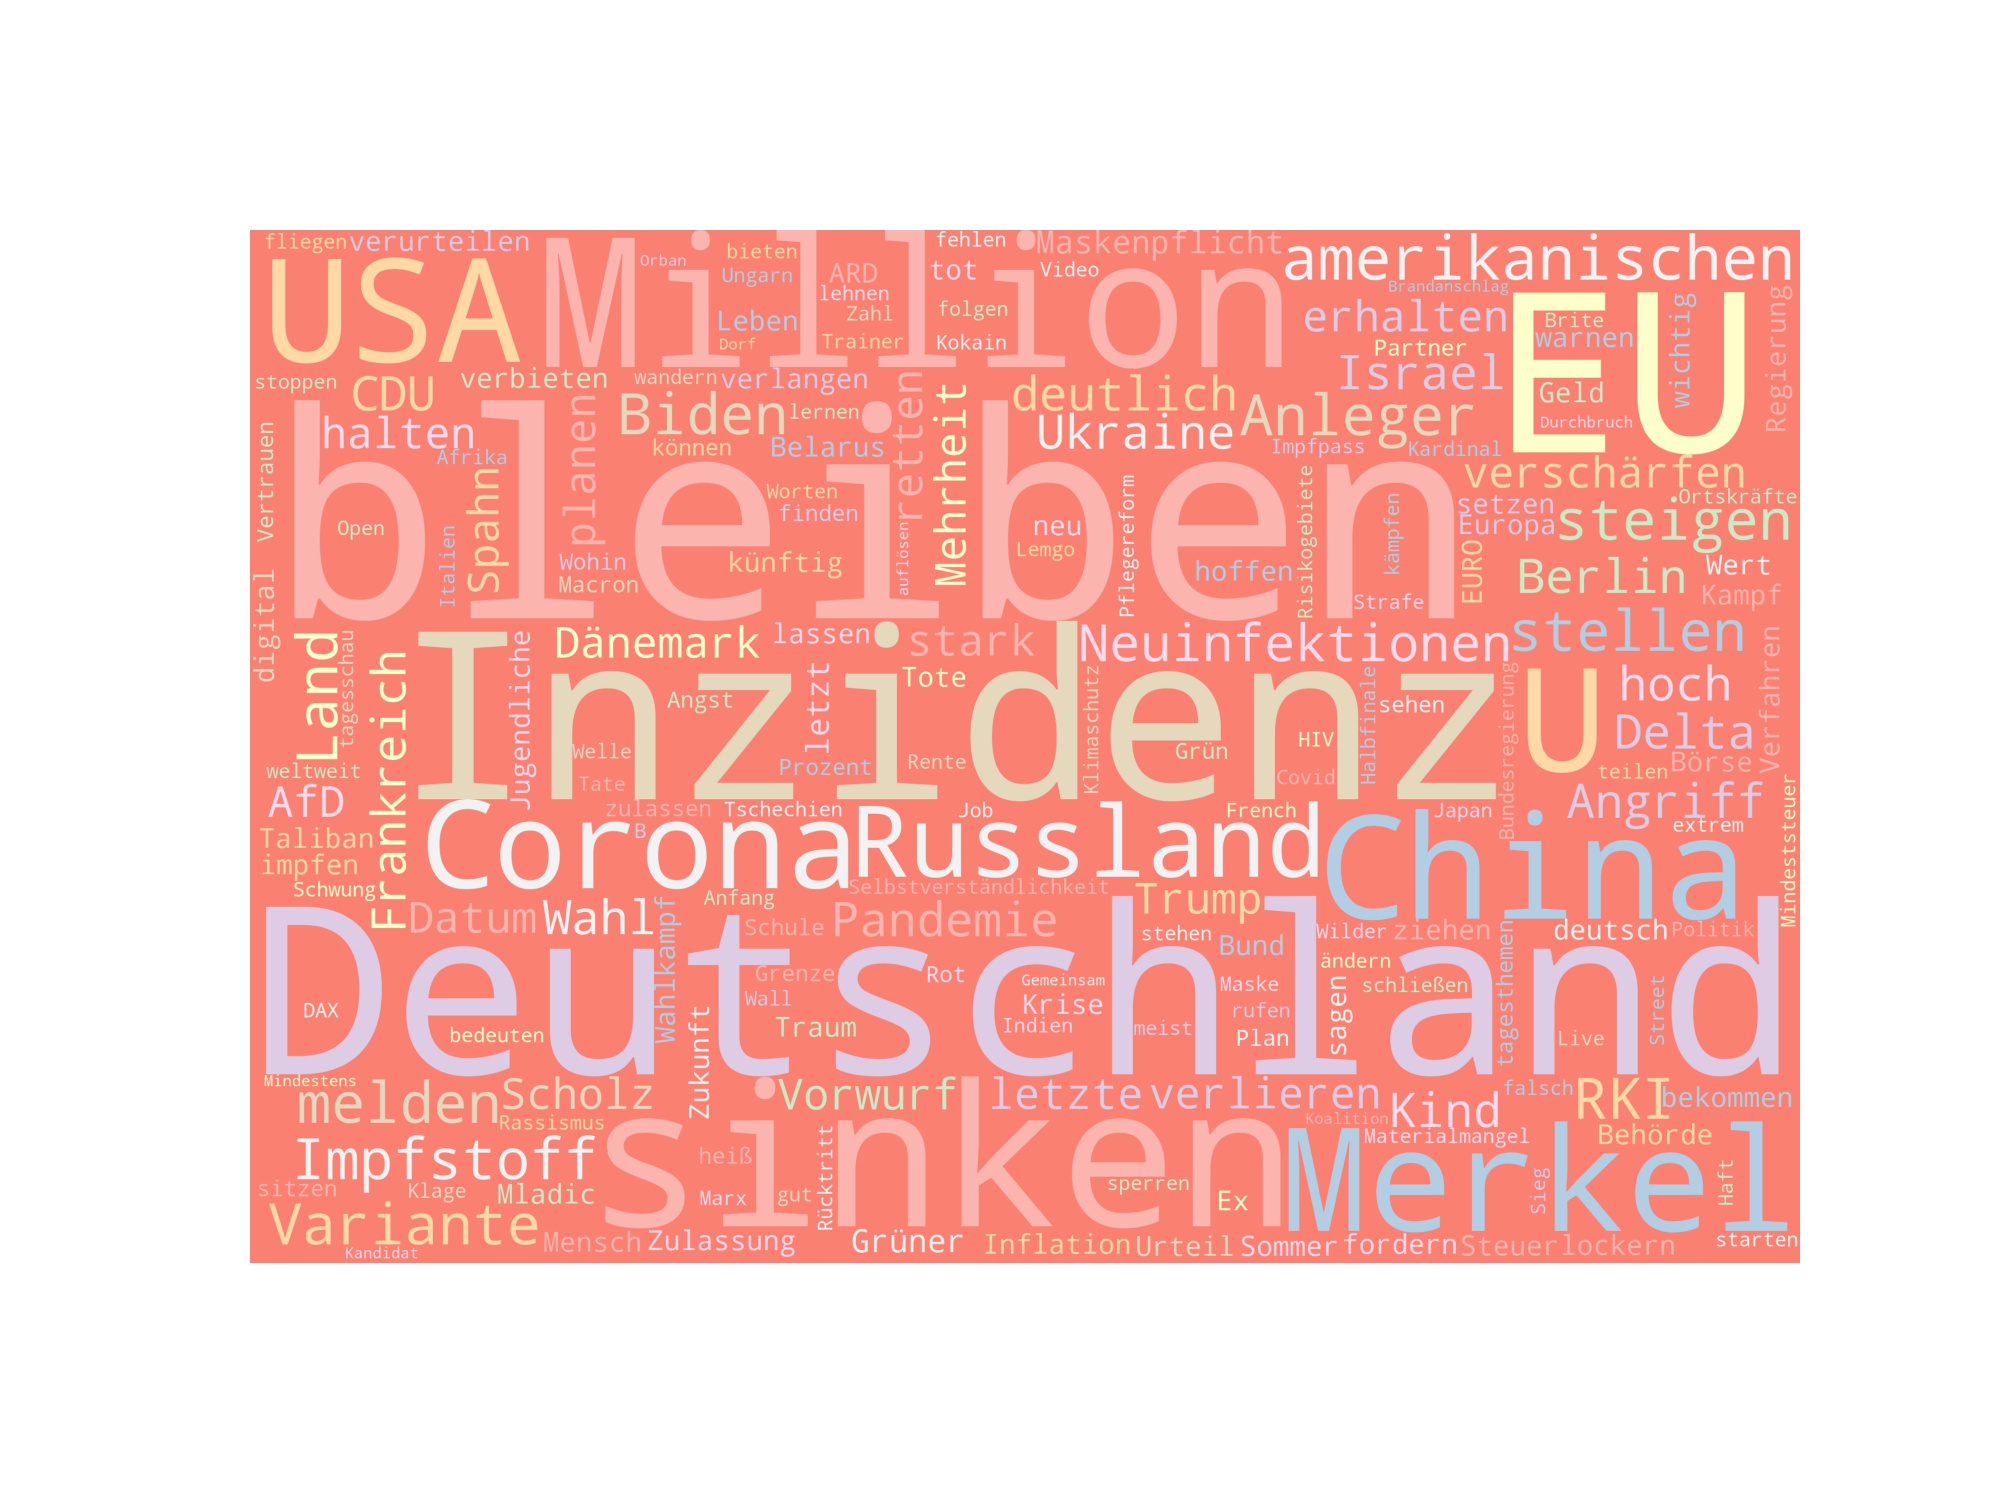 fliegen
verurteilen
USA
Million
Orban
bieten
Ungarn
ARD
lehnen
Leben
Zahl
Dorf
Trainer
fehlen
tot
Video
folgen
Kokain
Maskenpflicht
amerikanischen
Brandanschlag
erhalten
Brite
warnen
wichtig
Regierung
EU
Partner
Israel
Geld
Durchbruch
stoppen
CDU
verbieten
wandern
verlangen
retten
Mehrheit
deutlich
Anleger
halten
planen
Biden
lernen
Ukraine
Vertrauen
Afrika
können
Belarus
Impfpass
Kardinal
verschärfen
bleiben
Spahn
Worten
finden
Open
Italien
Wohin
Macron
künftig
auflösen
neu
Lemgo
Pflegereform
hoffen
Risikogebiete
kämpfen
Strafe
EURO
setzen
Europa
Ortskräfte
steigen
Berlin
Wert
Kampf
digital
Land
tagesschau
Frankreich
Jugendliche
Dänemark
lassen
stark
Neuinfektionen
stellen
Inzidenz
Angst
letzt
Tote
Klimaschutz
Halbfinale
sehen
Bundesregierung
U
hoch
Delta
Verfahren
weltweit
Welle
Tate
Prozent
Rente
Grün
HIV
Covid
teilen
Börse
AfD
zulassen
B
Tschechien
Job
French
Japan
Angriff
extrem
Mindeststeuer
Taliban
impfen
Corona
Russland
China
Schwung
Anfang
Selbstverständlichkeit
Trump
Datum
Wahl
Wahlkampf
Schule
Pandemie
stehen
Bund
Wilder
ziehen
tagesthemen
deutsch
Politik
Deutschland
DAX
bedeuten
Zukunft
Grenze
Wall
Traum
Rot
Gemeinsam
Krise
Indien
meist
Maske
rufen
Plan
ändern
sagen
schließen
Live
Street
Mindestens
melden
Scholz
Rassismus
Vorwurf
letzte
verlieren
Koalition
Kind
falsch
RKI
bekommen
Materialmangel
Behörde
Impfstoff
sinken
heiß
Rücktritt
Merkel
sitzen
Klage
Mladic
Marx
gut
sperren
Ex
Sieg
Haft
Variante
Kandidat
Mensch
Zulassung
Grüner
Inflation
Urteil
Sommer
fordern
Steuer
lockern
starten